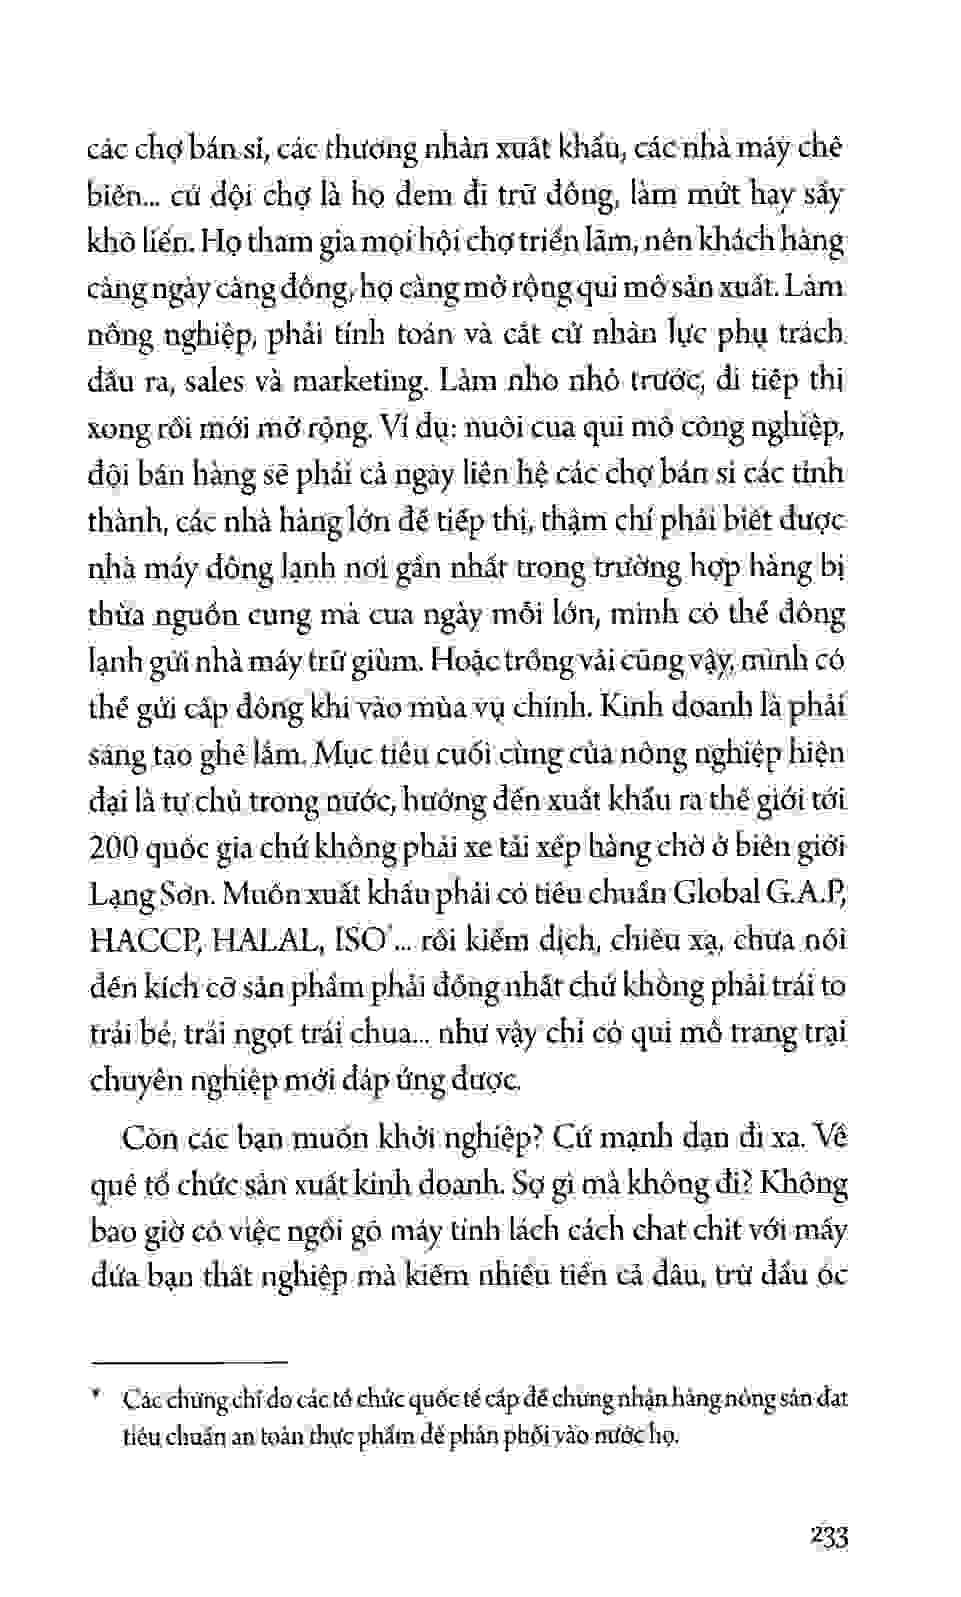 các chợ bán sỉ, các thương nhân xuất khẩu, các nhà máy chế
biến... cứ dội chợ là họ đem đi trữ đông, làm mứt hay sấy
khô liền. Họ tham gia mọi hội chợ triển lãm, nên khách hàng
càng ngày càng đông, họ càng mở rộng qui mô sản xuất. Làm
nông nghiệp, phải tính toán và cắt cử nhân lực phụ trách
đầu ra, sales và marketing. Làm nho nhỏ trước, đi tiếp thị
xong rồi mới mở rộng. Ví dụ: nuôi cua qui mô công nghiệp,
đội bán hàng sẽ phải cả ngày liên hệ các chợ bán sỉ các tỉnh
thành, các nhà hàng lớn để tiếp thị, thậm chí phải biết được
nhà máy đông lạnh nơi gần nhất trong trường hợp hàng bị
thừa nguồn cung mà cua ngày mỗi lớn, mình có thể đông
lạnh gửi nhà máy trữ giùm. Hoặc trồng vải cũng vậy, mình có
thể gửi cấp đông khi vào mùa vụ chính. Kinh doanh là phải
sáng tạo ghê lắm. Mục tiêu cuối cùng của nông nghiệp hiện
đại là tự chủ trong nước, hướng đến xuất khẩu ra thế giới tới
200 quốc gia chứ không phải xe tải xếp hàng chờ ở biên giới
Lạng Sơn. Muốn xuất khẩu phải có tiêu chuẩn Global G.A.P,
HACCP, HALAL, ISO*... rồi kiểm dịch, chiếu xạ, chưa nói
đến kích cỡ sản phẩm phải đồng nhất chứ không phải trái to
trái bé, trái ngọt trái chua... như vậy chỉ có qui mô trang trại
chuyên nghiệp mới đáp ứng được.
Còn các bạn muốn khởi nghiệp? Cứ mạnh dạn đi xa. Về
quê tổ chức sản xuất kinh doanh. Sợ gì mà không đi? Không
bao giờ có việc ngồi gõ máy tính lách cách chat chit với mấy
đứa bạn thất nghiệp mà kiếm nhiều tiền cả đâu, trừ đầu óc
* Các chứng chỉ do các tổ chức quốc tế cấp để chứng nhận hàng nông sản đạt
tiêu chuẩn an toàn thực phẩm để phân phối vào nước họ.
233